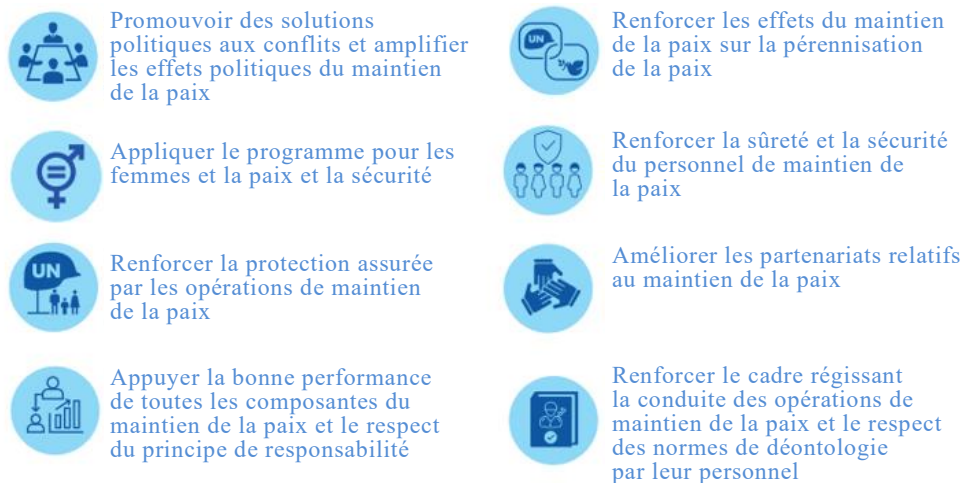 Promouvoir des solutions
politiques aux conflits et amplifier
les effets politiques du maintien
de la paix
Appliquer le programme pour les
femmes et la paix et la sécurité
UN
Renforcer la protection assurée
par les opérations de maintien
de la paix
Appuyer la bonne performance
de toutes les composantes du
maintien de la paix et le respect
du principe de responsabilité
UN
Renforcer les effets du maintien
de la paix sur la pérennisation
de la paix
Renforcer la sûreté et la sécurité
du personnel de maintien de
la paix
Améliorer les partenariats relatifs
au maintien de la paix
Renforcer le cadre régissant
la conduite des opérations de
maintien de la paix et le respect
des normes de déontologie
par leur personnel